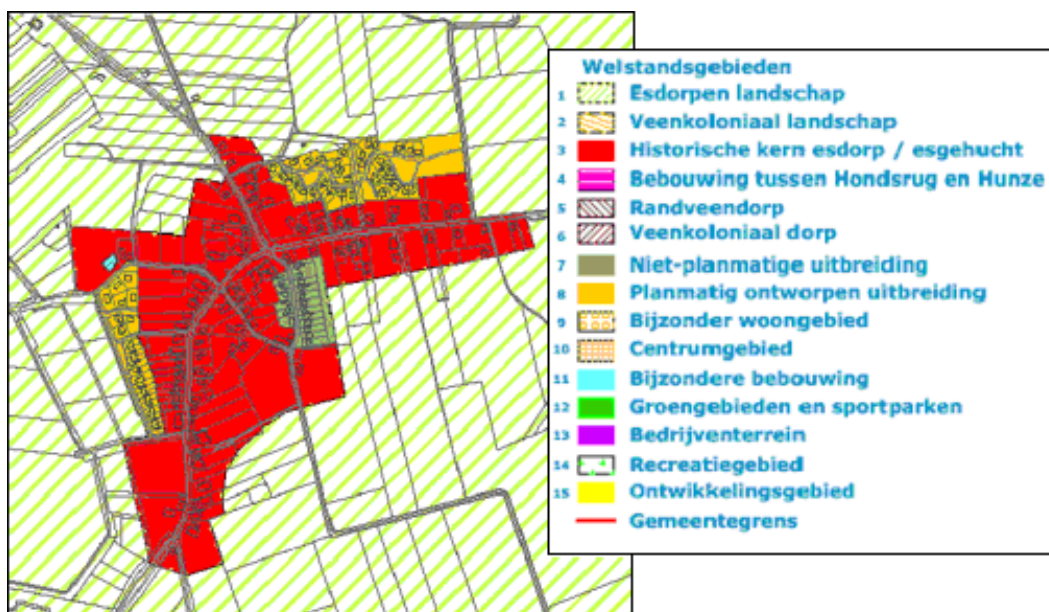 Welstandsgebieden
1 Esdorpen landschap
2 Veenkoloniaal landschap
3 Historische kern esdorp / esgehucht
4 Bebouwing tussen Hondsrug en Hunze
5 Randveendorp
6 Veenkoloniaal dorp
7 Niet-planmatige uitbreiding
8 Planmatig ontworpen uitbreiding
9 Bijzonder woongebied
10 Centrumgebied
11 Bijzondere bebouwing
12 Groengebieden en sportparken
13 Bedrijventerrein
14 Recreatiegebied
15 Ontwikkelingsgebied
Gemeentegrens